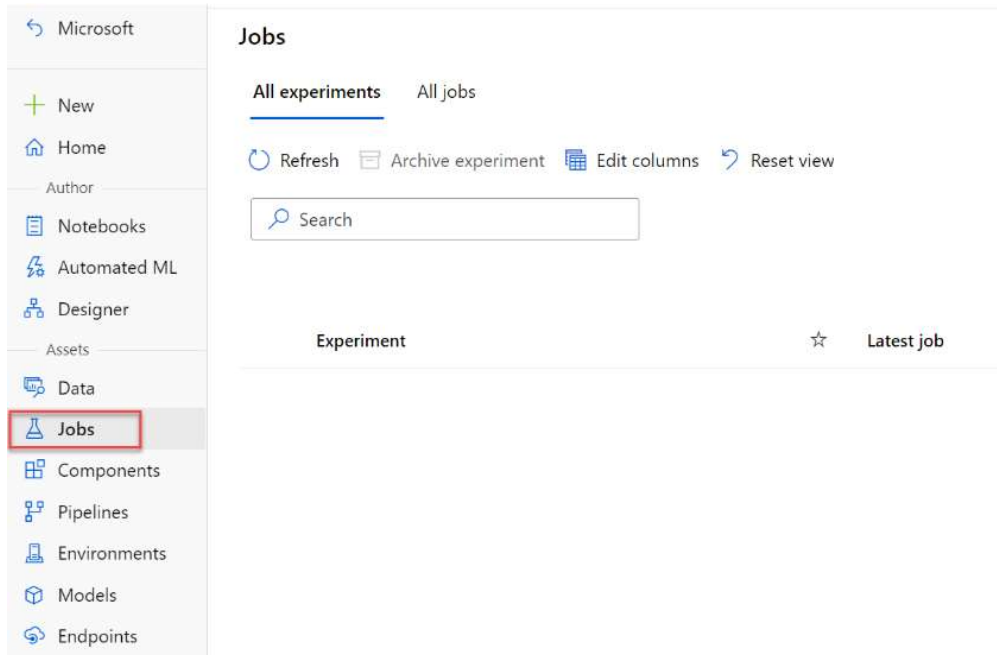 Microsoft
New
Home
Author
Notebooks
Automated ML
Designer
Assets
Data
Jobs
Components
Pipelines
Environments
Models
Endpoints
Jobs
All experiments All jobs
Refresh Archive experiment Edit columns Reset view
Search
Experiment Latest job